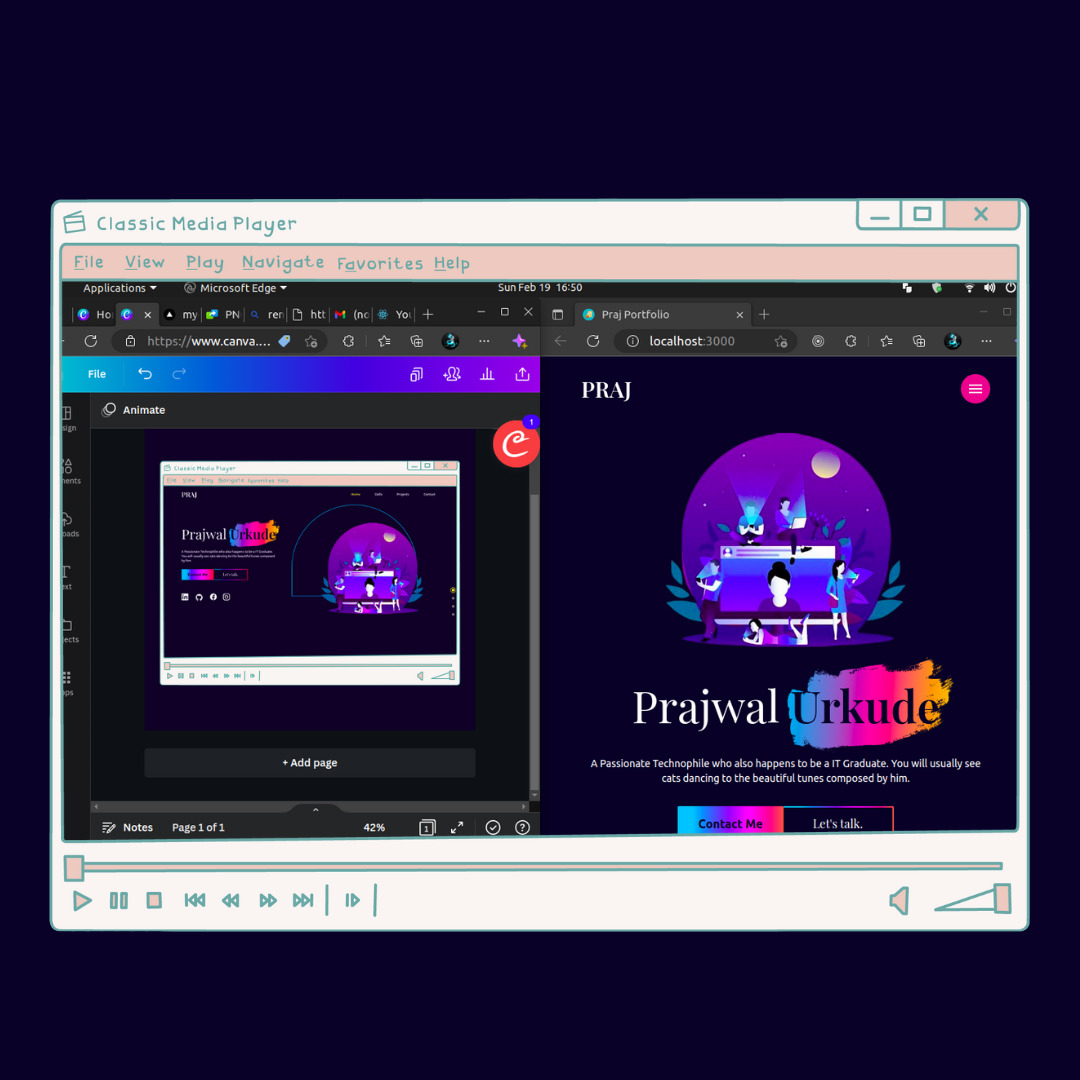 Classic Media Player
File View Play Navigate Favorites Help
Applications Microsoft Edge Sun Feb 19 16:50
Ho my PN rer htt (nc You
Praj Portfolio
https://www.canva....
localhost:3000
File
Animate
sign
ments
oads
ext
ects
ps
1
Classic Media Player
File View Play Navigate Favorites Help
PRAJ
Home Skills Projects Contact
Prajwal Urkude
A Passionate Technophile who also happens to be a IT Graduate.
You will usually see cats dancing to the beautiful tunes composed
by him.
Contact Me Let's talk.
+ Add page
Notes Page 1 of 1 42% 1
PRAJ
Prajwal Urkude
A Passionate Technophile who also happens to be a IT Graduate. You will usually see
cats dancing to the beautiful tunes composed by him.
Contact Me Let's talk.